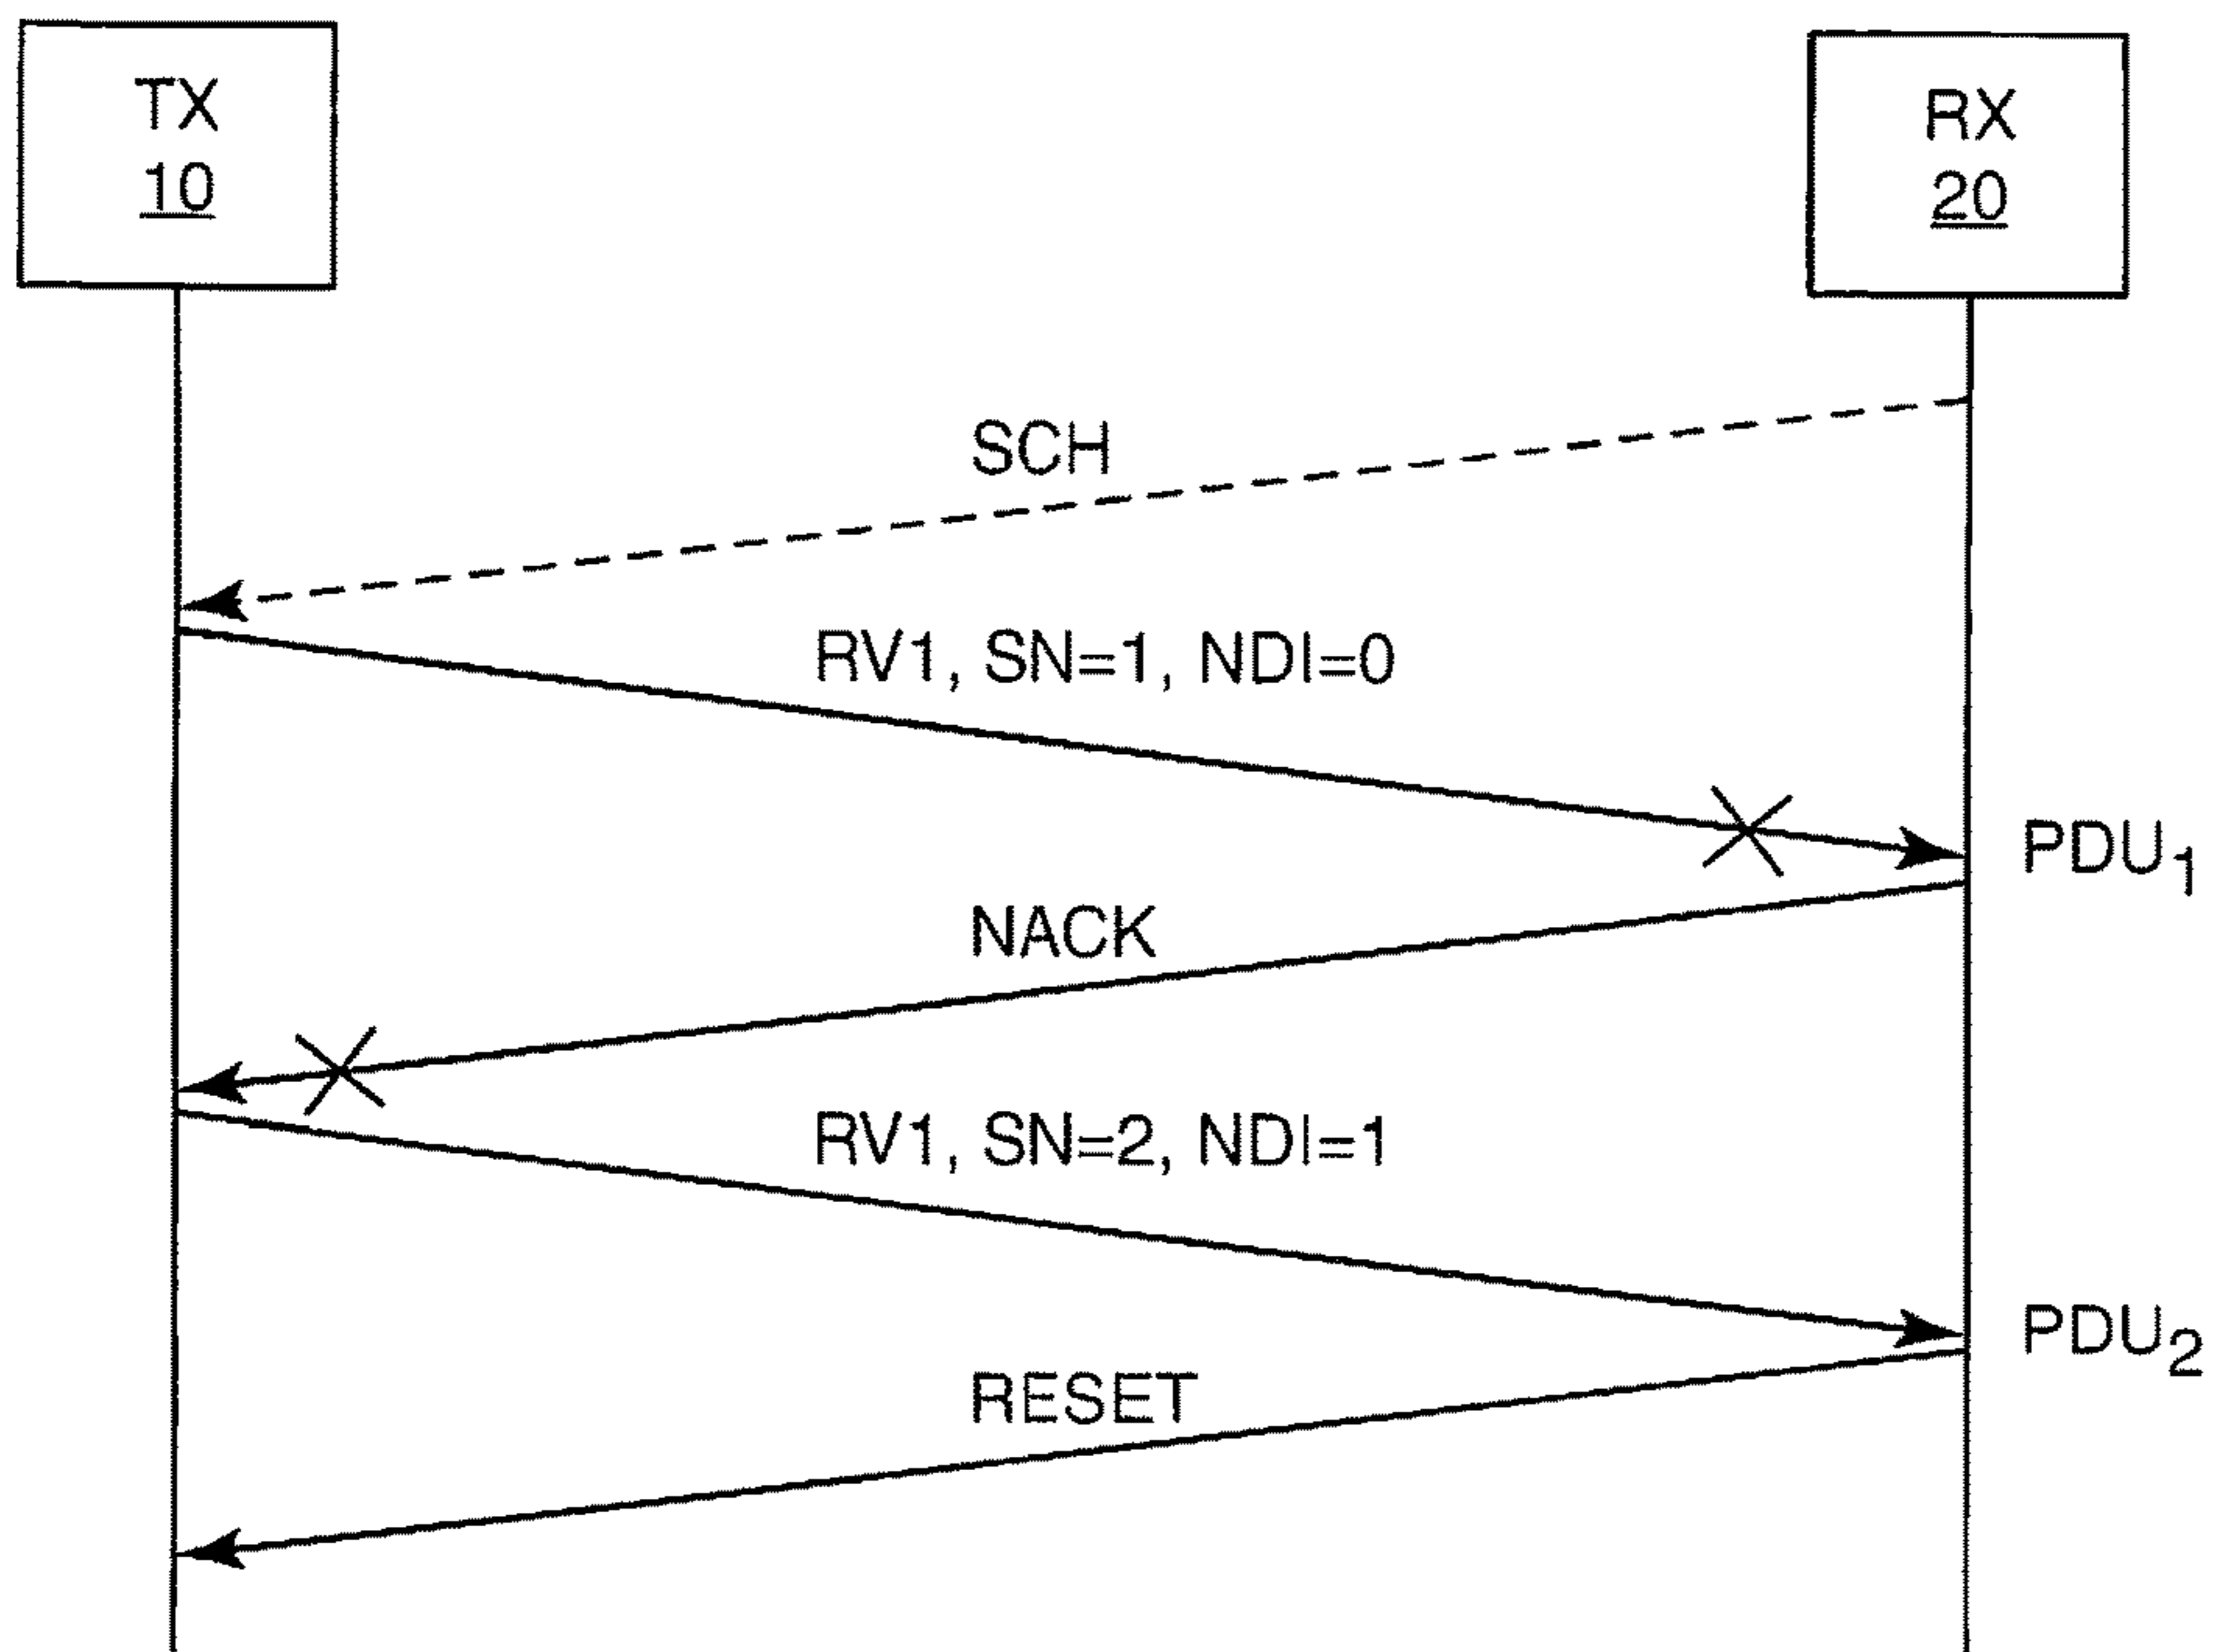 TX
10
RX
20
SCH
RV1, SN=1, NDI=0
PDU1
NACK
RV1, SN=2, NDI=1
PDU2
RESET